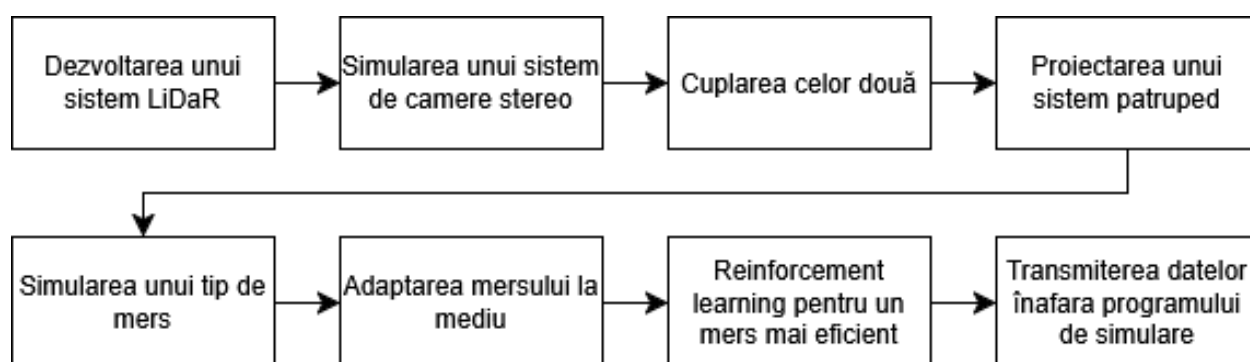 Dezvoltarea unui
sistem LiDaR
Simularea unui sistem
de camere stereo
Cuplarea celor două
Proiectarea unui
sistem patruped
Simularea unui tip de
mers
Adaptarea mersului la
mediu
Reinforcement
learning pentru un
mers mai eficient
Transmiterea datelor
înafara programului
de simulare